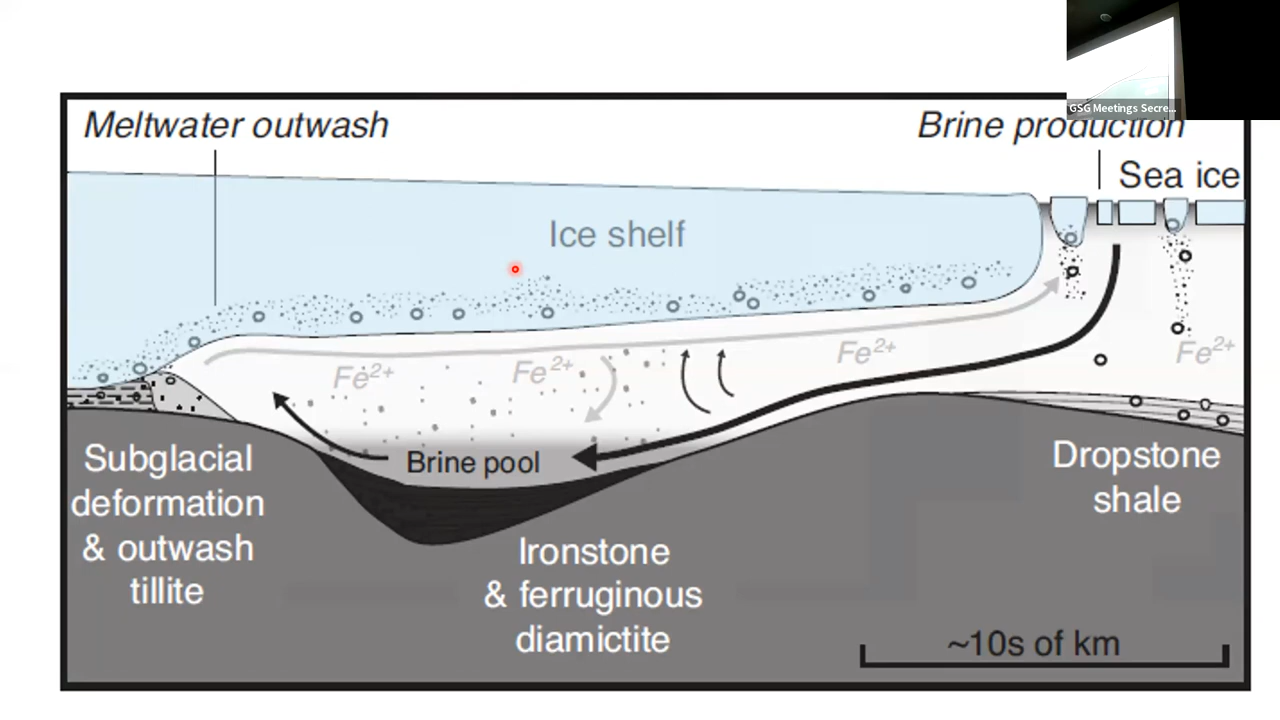 GSG Meetings Secre...
Meltwater outwash
Brine production
Sea ice
Ice shelf
Fe2+
Fe2+
Fe2+
Fe2+
Brine pool
Subglacial
deformation
& outwash
tillite
Ironstone
& ferruginous
diamictite
Dropstone
shale
~10s of km